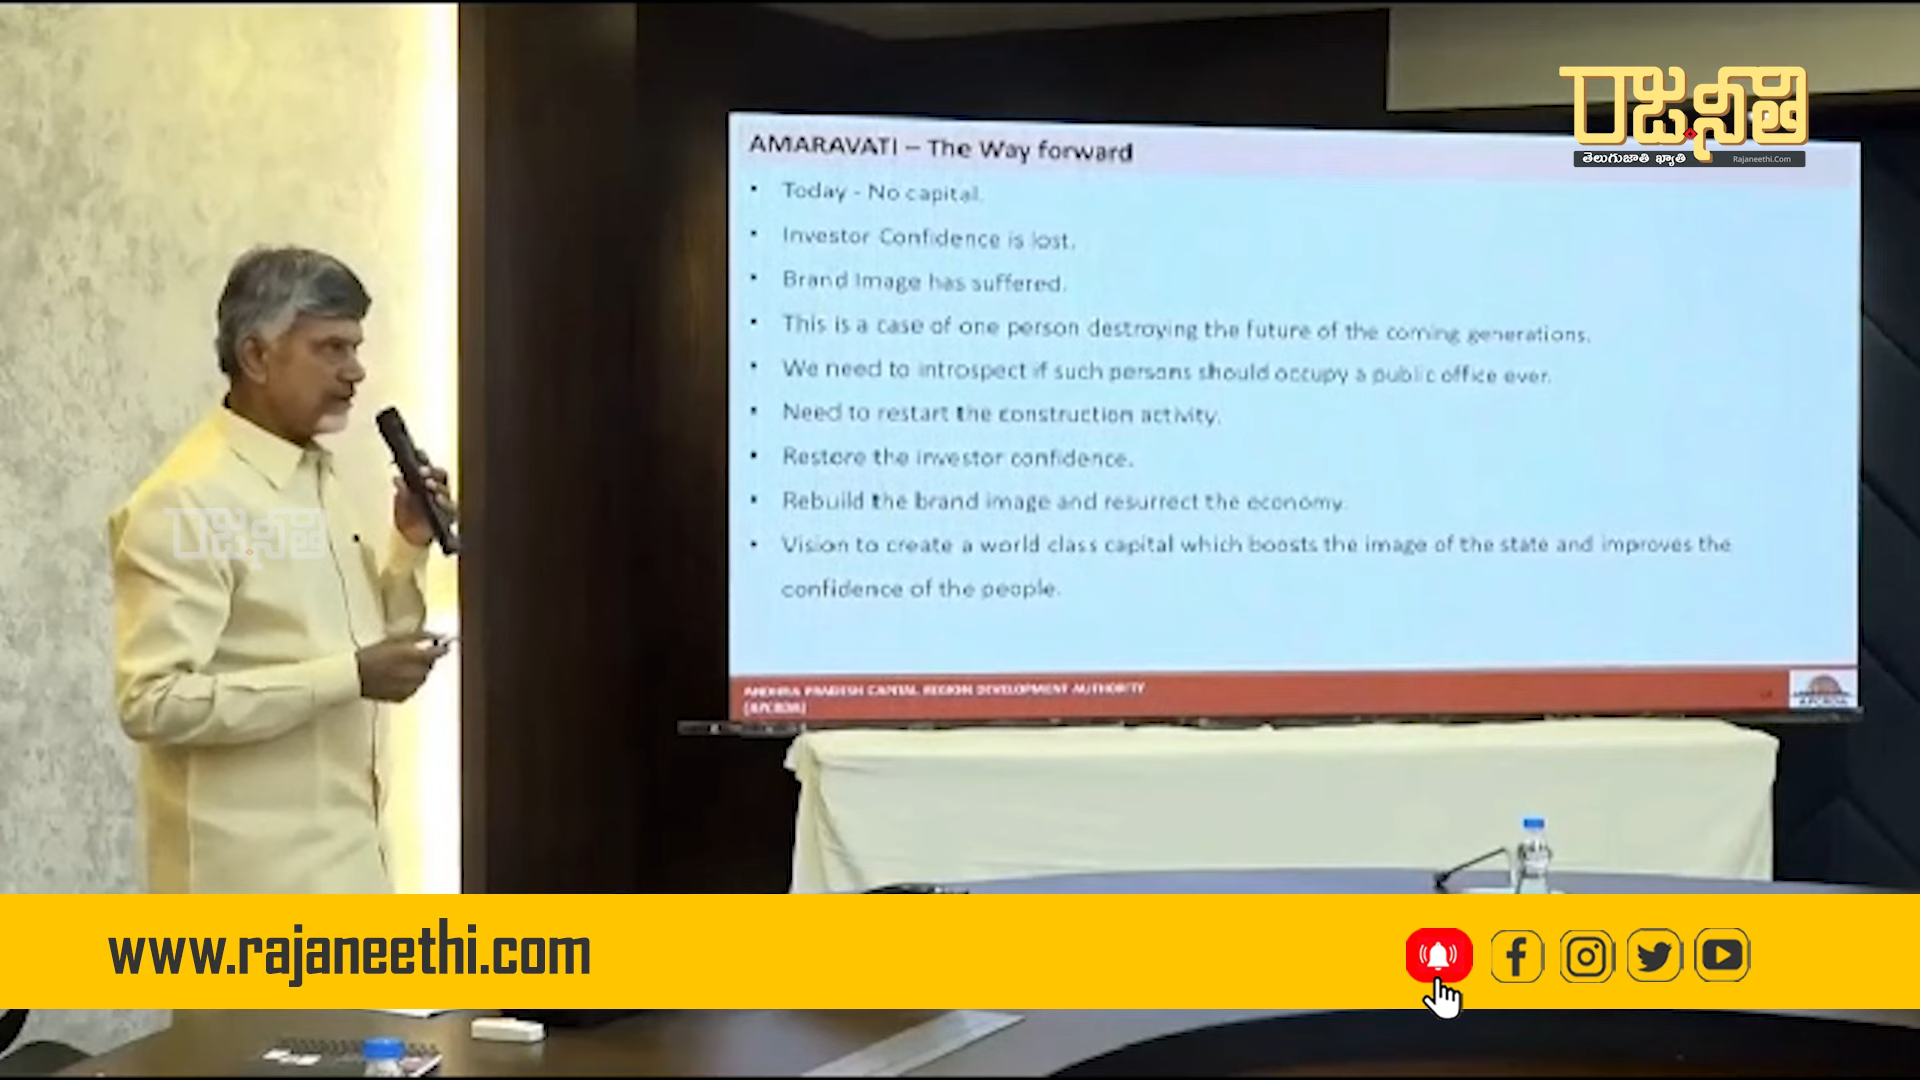 రాజనీతి
తెలుగుజాతి ఖ్యాతి Rajaneethi.Com
AMARAVATI – The Way forward
• Today - No capital.
• Investor Confidence is lost.
• Brand Image has suffered.
• This is a case of one person destroying the future of the coming generations.
• We need to introspect if such persons should occupy a public office ever.
• Need to restart the construction activity.
• Restore the investor confidence.
• Rebuild the brand image and resurrect the economy.
• Vision to create a world class capital which boosts the image of the state and improves the
confidence of the people.
రాజనీతి
ANDHRA PRADESH CAPITAL REGION DEVELOPMENT AUTHORITY
(APCRDA)
APCRDA
www.rajaneethi.com